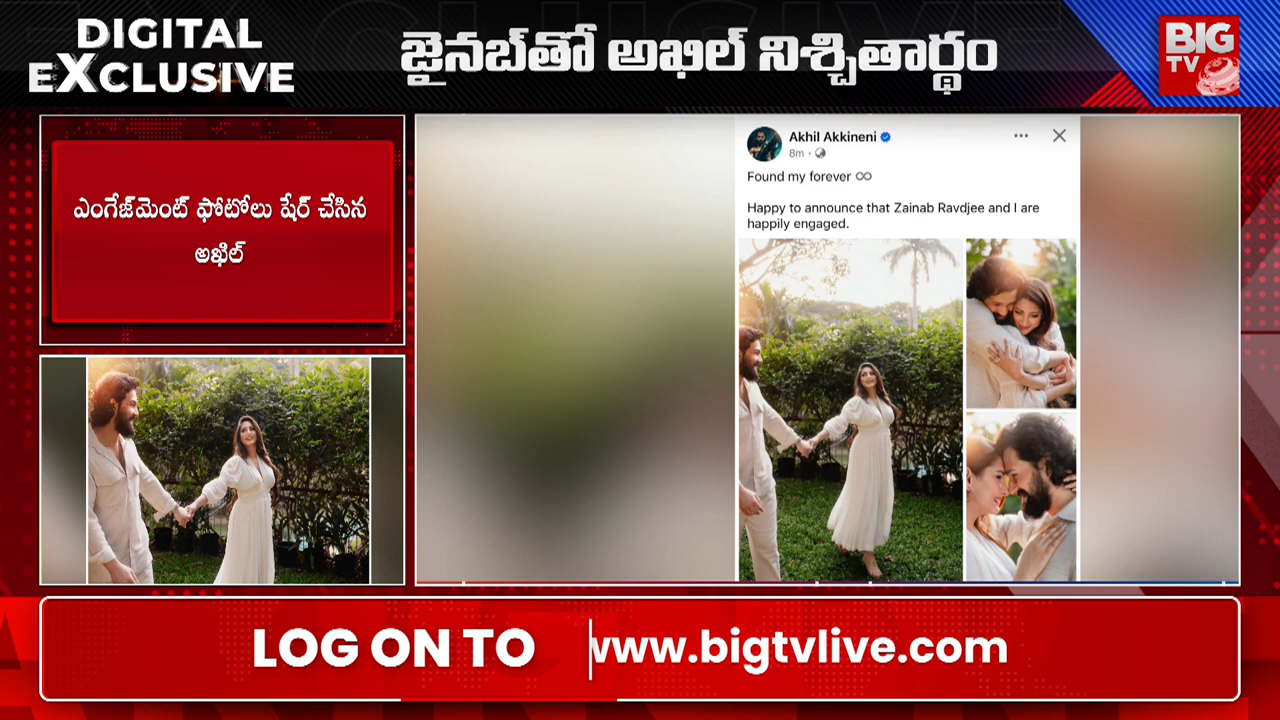 DIGITAL
EXCLUSIVE
జైనబ్‌తో అఖిల్ నిశ్చితార్థం
BIG
TV
ఎంగేజ్‌మెంట్ ఫోటోలు షేర్ చేసిన
అఖిల్
Akhil Akkineni
8m
Found my forever ∞
Happy to announce that Zainab Ravdjee and I are
happily engaged.
LOG ON TO www.bigtvlive.com